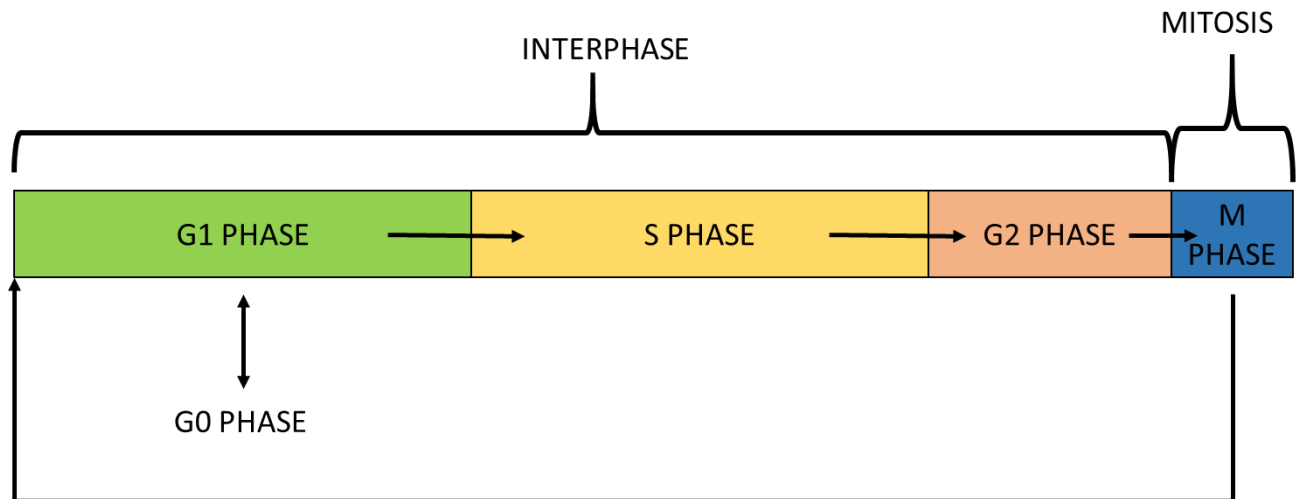 MITOSIS
INTERPHASE
G1 PHASE
S PHASE
G2 PHASE
M
PHASE
G0 PHASE